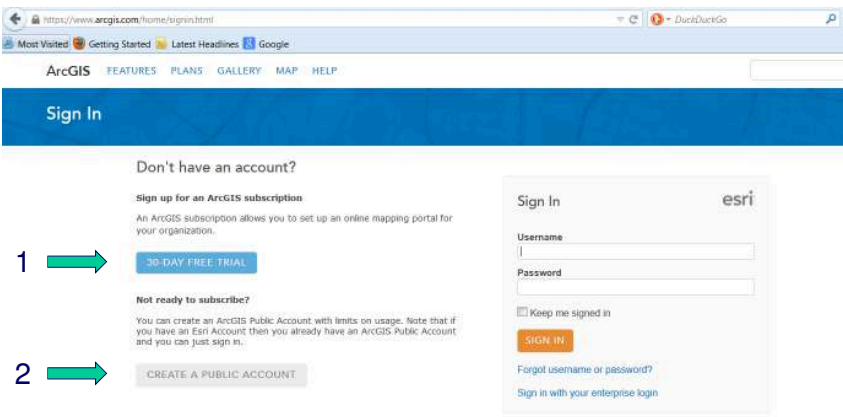 https://www.arcgis.com/home/signin.html
DuckDuckGo
Most Visited Getting Started Latest Headlines Google
ArcGIS FEATURES PLANS GALLERY MAP HELP
Sign In
Don't have an account?
Sign up for an ArcGIS subscription
An ArcGIS subscription allows you to set up an online mapping portal for
your organization.
1
30-DAY FREE TRIAL
Not ready to subscribe?
You can create an ArcGIS Public Account with limits on usage. Note that if
you have an Esri Account then you already have an ArcGIS Public Account
and you can just sign in.
2
CREATE A PUBLIC ACCOUNT
Sign In
esri
Username
Password
Keep me signed in
SIGN IN
Forgot username or password?
Sign in with your enterprise login